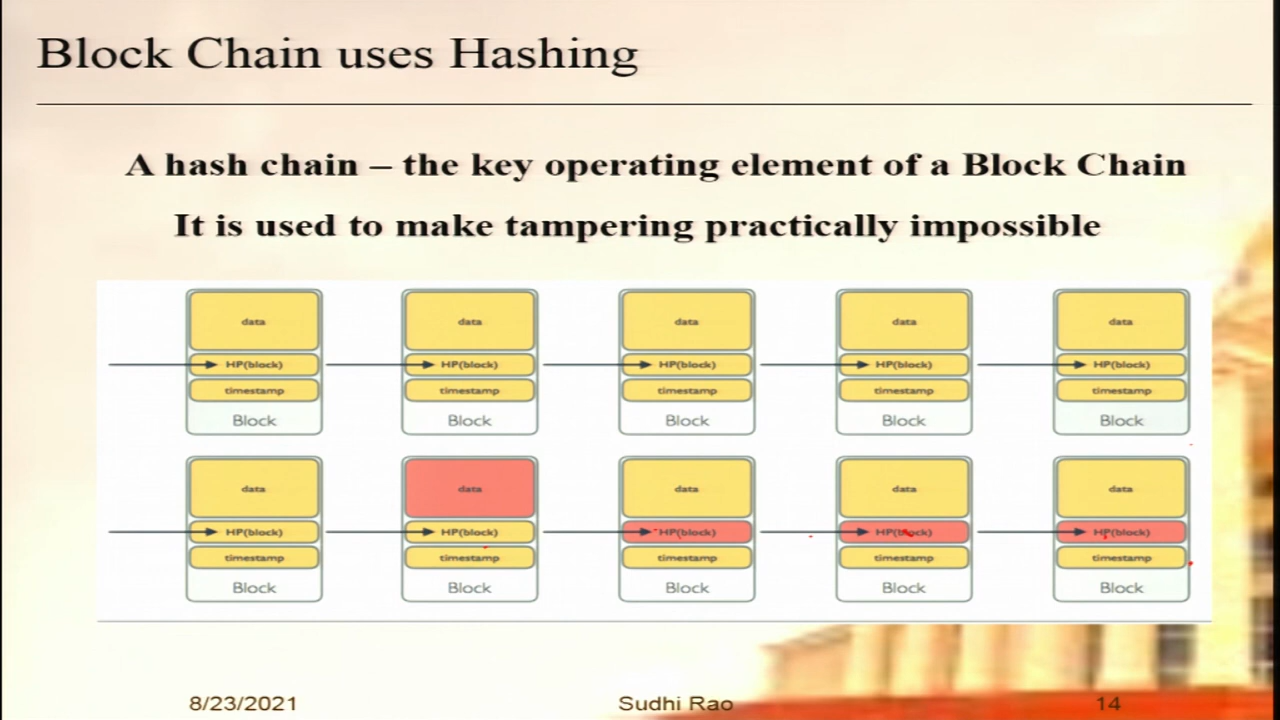 Block Chain uses Hashing
A hash chain – the key operating element of a Block Chain
It is used to make tampering practically impossible
data data data data data
HP(block) HP(block) HP(block) HP(block) HP(block)
timestamp timestamp timestamp timestamp timestamp
Block Block Block Block Block
data data data data data
HP(block) HP(block) HP(block) HP(block) HP(block)
timestamp timestamp timestamp timestamp timestamp
Block Block Block Block Block
8/23/2021 Sudhi Rao 14